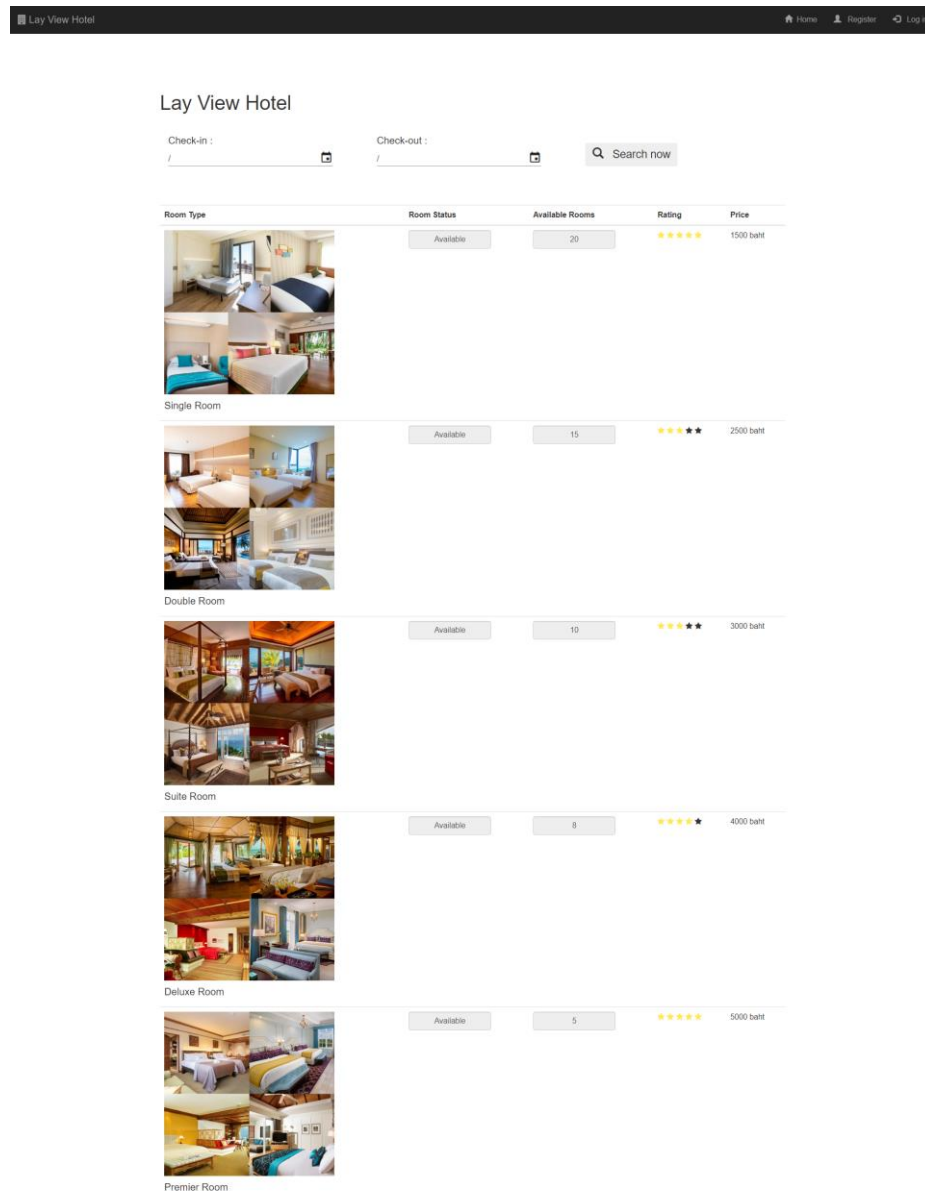 Lay View Hotel
Home Register Log i
Lay View Hotel
Check-in : Check-out :
/ / Search now
Room Type Room Status Available Rooms Rating Price
Available 20 1500 baht
Single Room
Available 15 2500 baht
Double Room
Available 10 3000 baht
Suite Room
Available 8 4000 baht
Deluxe Room
Available 5 5000 baht
Premier Room